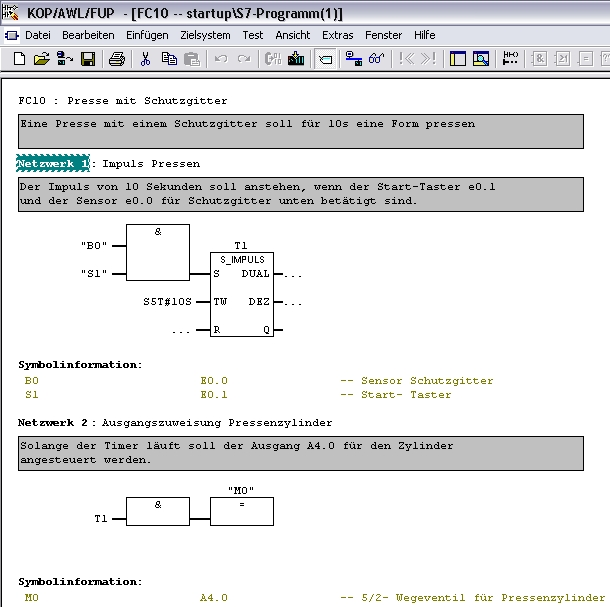 KOP/AWL/FUP - [FC10 -- startup\S7-Programm(1)]
Datei Bearbeiten Einfügen Zielsystem Test Ansicht Extras Fenster Hilfe
FC10 : Presse mit Schutzgitter
Eine Presse mit einem Schutzgitter soll für 10s eine Form pressen
Netzwerk 1: Impuls Pressen
Der Impuls von 10 Sekunden soll anstehen, wenn der Start-Taster e0.1
und der Sensor e0.0 für Schutzgitter unten betätigt sind.
&
"B0"
T1
S_IMPULS
"S1"
S DUAL ...
S5T#10S TW DEZ ...
... R Q
Symbolinformation:
B0 E0.0 -- Sensor Schutzgitter
S1 E0.1 -- Start- Taster
Netzwerk 2 : Ausgangszuweisung Pressenzylinder
Solange der Timer läuft soll der Ausgang A4.0 für den Zylinder
angesteuert werden.
"M0"
& =
T1
Symbolinformation:
M0 A4.0 -- 5/2- Wegeventil für Pressenzylinder